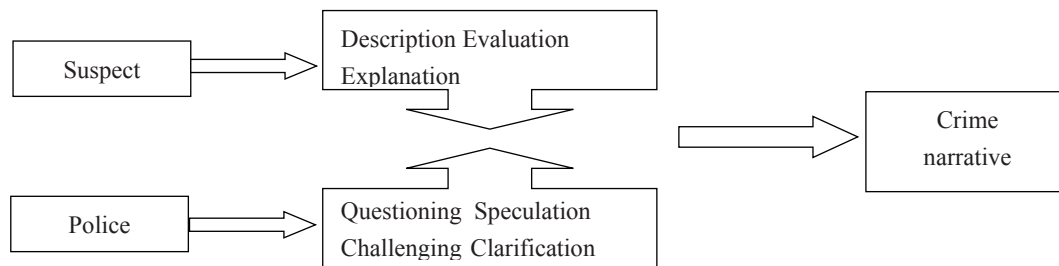 Description Evaluation
Explanation
Suspect
Crime
narrative
Police
Questioning Speculation
Challenging Clarification